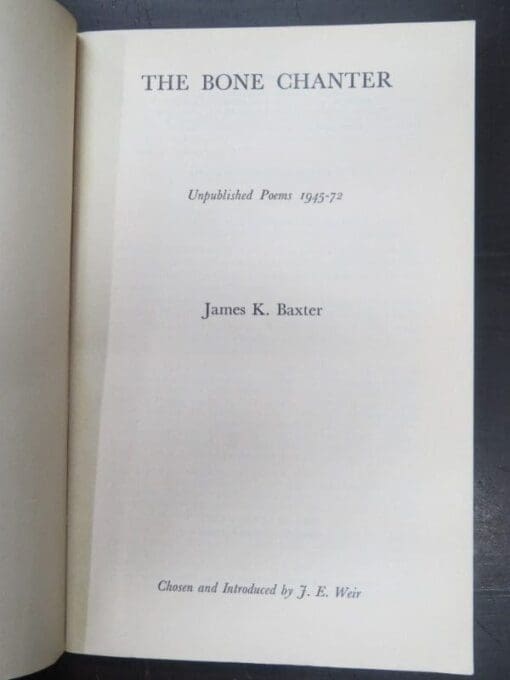 THE BONE CHANTER
Unpublished Poems 1945-72
James K. Baxter
Chosen and Introduced by J. E. Weir